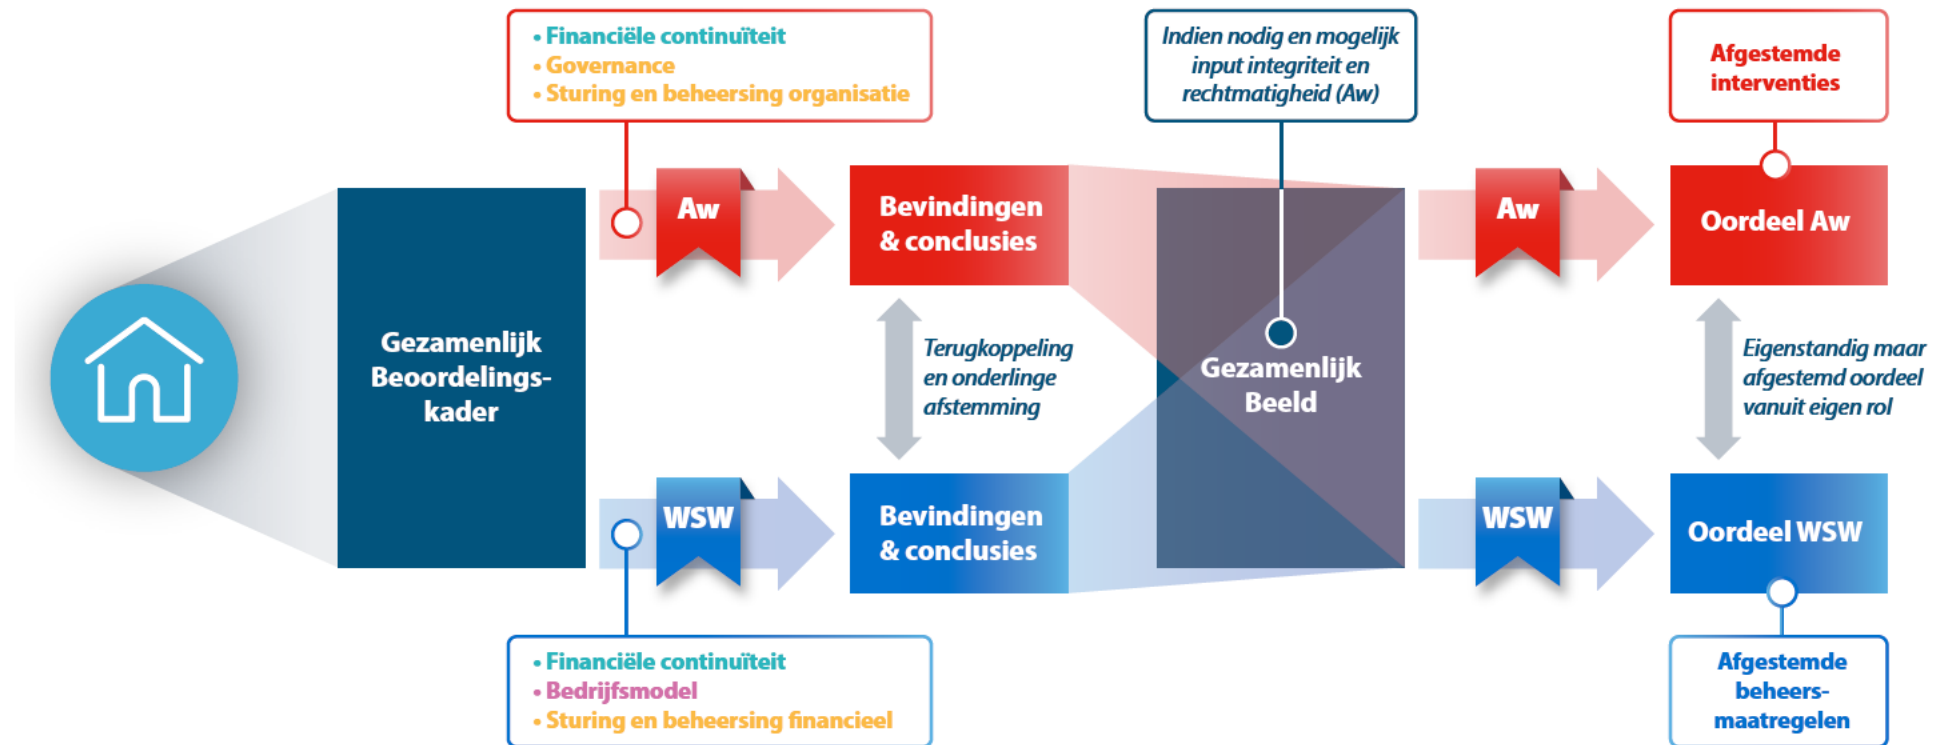 • Financiële continuïteit
• Governance
• Sturing en beheersing organisatie
Indien nodig en mogelijk
input integriteit en
rechtmatigheid (Aw)
Afgestemde
interventies
Gezamenlijk
Beoordelings-
kader
Aw
Bevindingen
& conclusies
Terugkoppeling
en onderlinge
afstemming
Gezamenlijk
Beeld
Aw
Oordeel Aw
Eigenstandig maar
afgestemd oordeel
vanuit eigen rol
WSW
Bevindingen
& conclusies
WSW
Oordeel WSW
• Financiële continuïteit
• Bedrijfsmodel
• Sturing en beheersing financieel
Afgestemde
beheers-
maatregelen